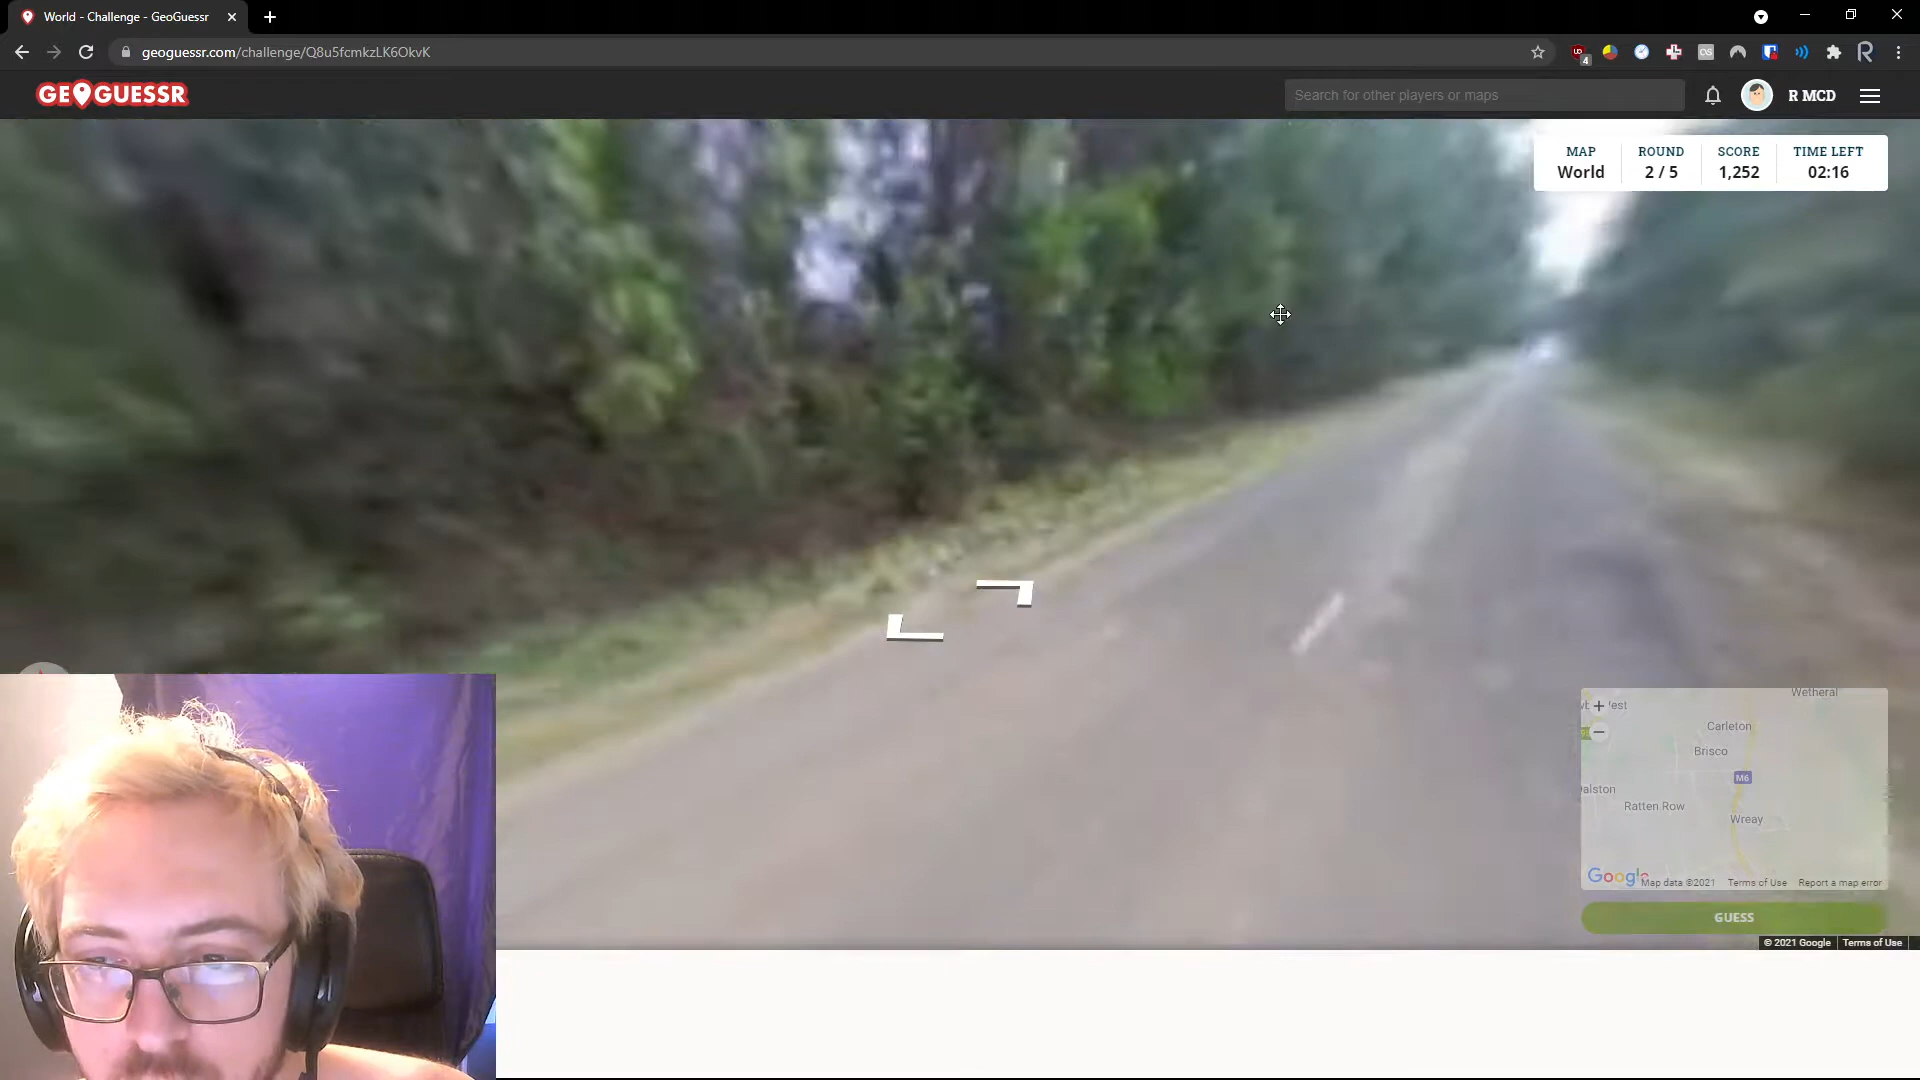 World - Challenge - GeoGuessr
geoguessr.com/challenge/Q8u5fcmkzLK6OkvK
4
GEOGUESSR
Search for other players or maps
R MCD
MAP ROUND SCORE TIME LEFT
World 2 / 5 1,252 02:16
Wetheral
Carleton
Brisco
M6
Ratten Row
Wreay
Google Map data ©2021 Terms of Use Report a map error
GUESS
© 2021 Google Terms of Use